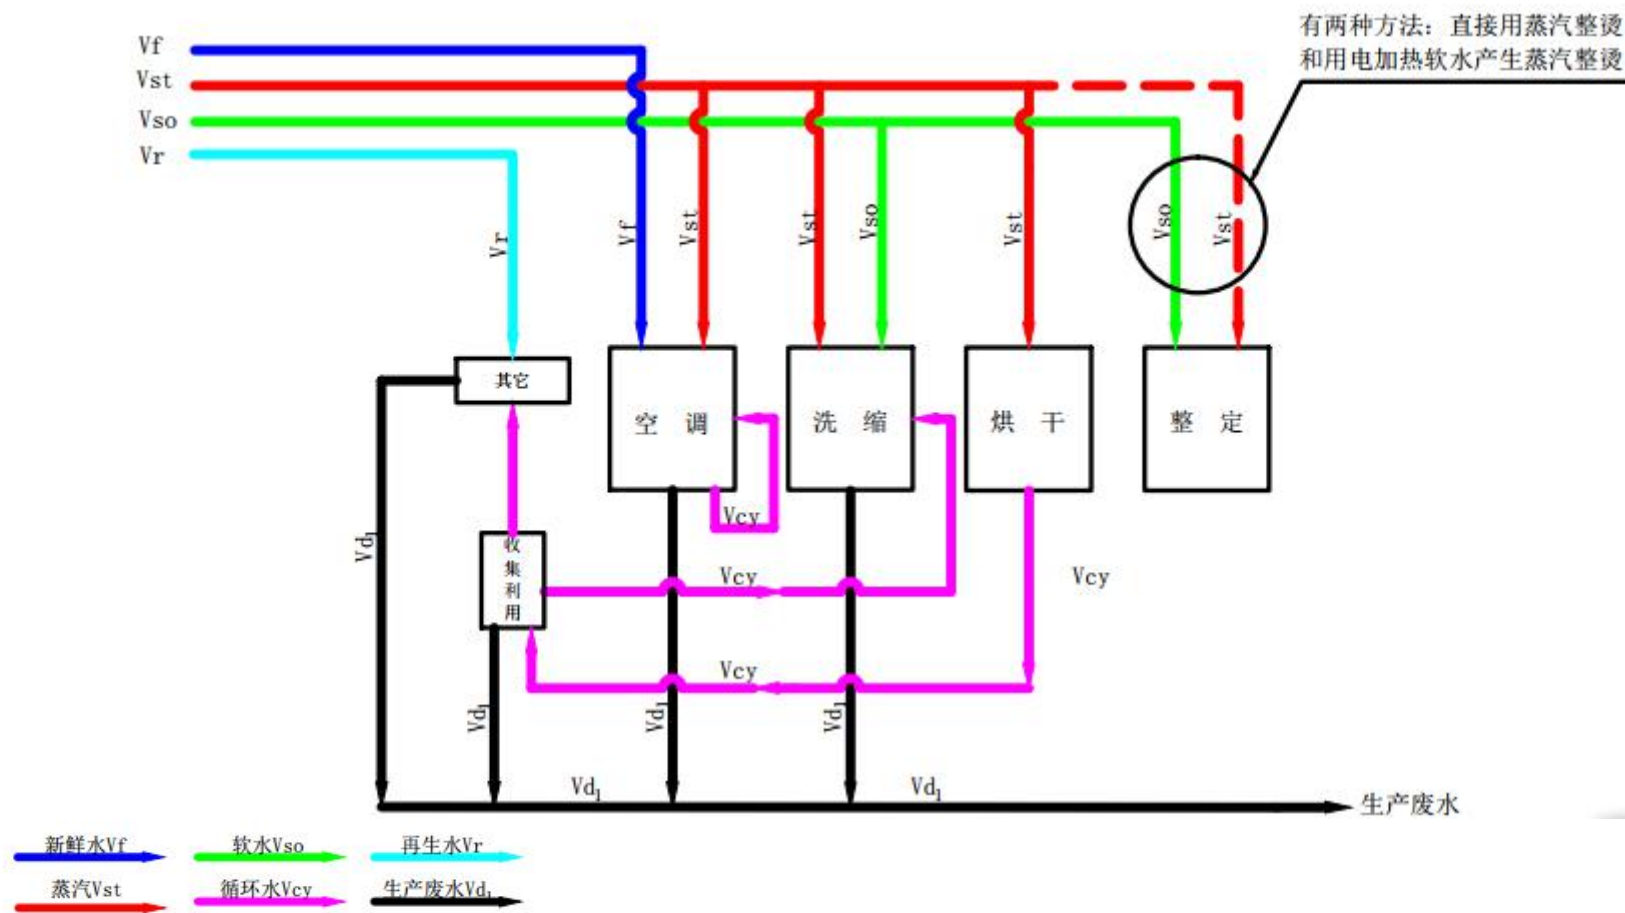 有两种方法：直接用蒸汽整烫
和用电加热软水产生蒸汽整烫
Vf
Vst
Vso
Vr
Vr
Vf
Vst
Vst
Vso
Vst
Vso
Vst
其它
空 调
洗 缩
烘 干
整 定
Vcy
Vd₁
收集利用
Vcy
Vcy
Vcy
Vd₁
Vd₁
Vd₁
Vd₁
Vd₁
生产废水
新鲜水Vf
软水Vso
再生水Vr
蒸汽Vst
循环水Vcy
生产废水Vd₁